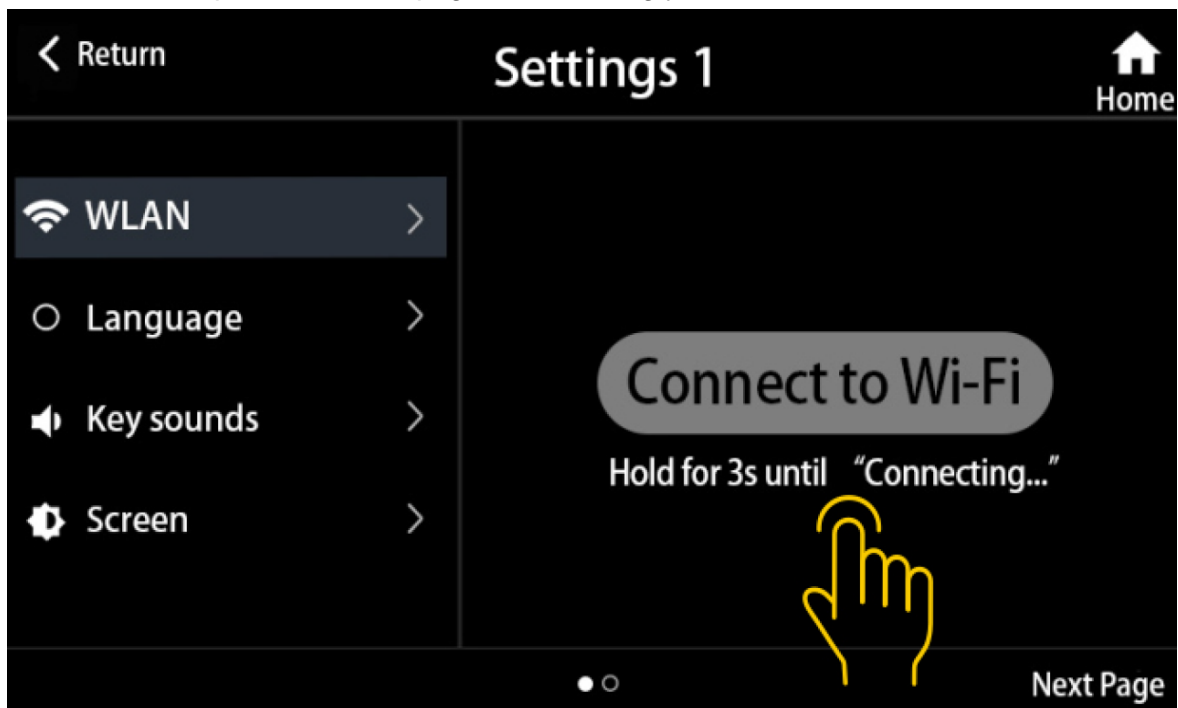 Return
Settings 1
Home
WLAN
Language
Key sounds
Screen
Connect to Wi-Fi
Hold for 3s until “Connecting...”
Next Page